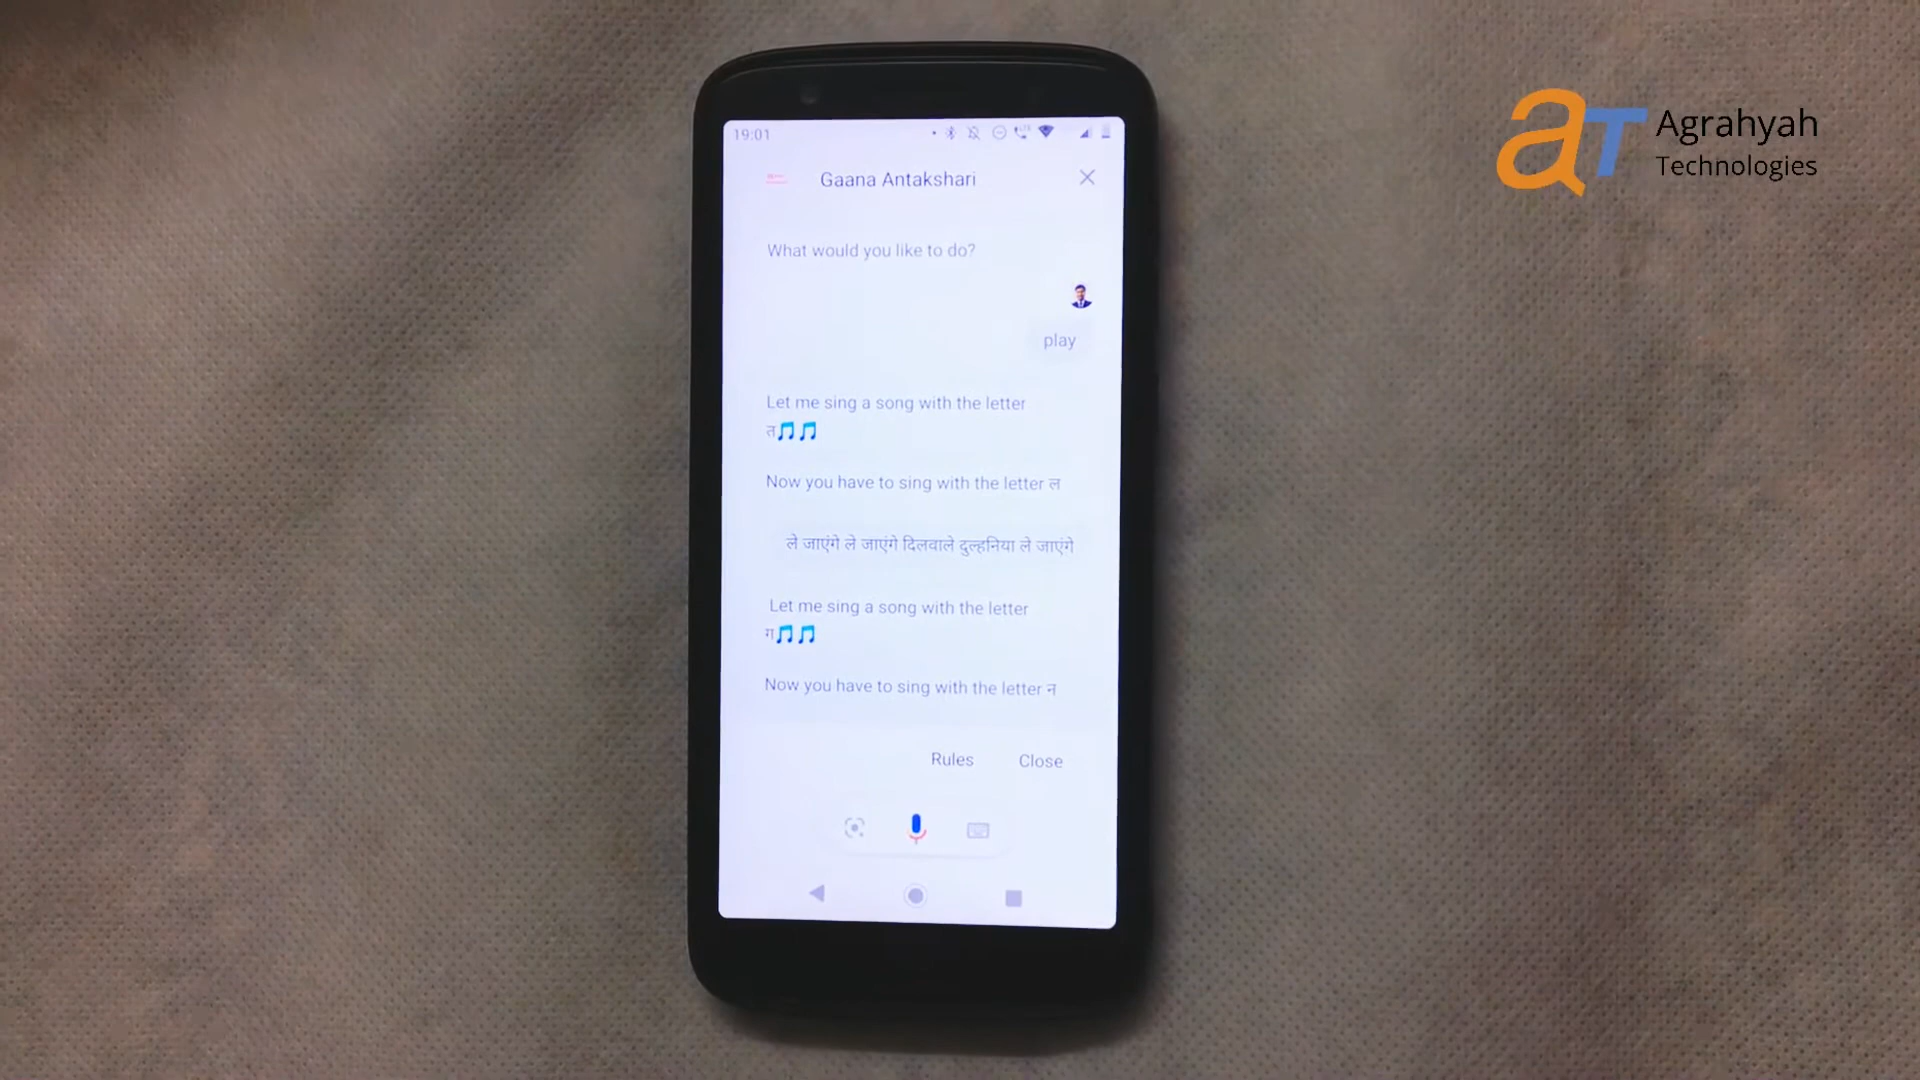 19:01
Gaana Antakshari
What would you like to do?
play
Let me sing a song with the letter
त🎵🎵
Now you have to sing with the letter ल
ले जाएंगे ले जाएंगे दिलवाले दुल्हनिया ले जाएंगे
Let me sing a song with the letter
ग🎵🎵
Now you have to sing with the letter न
Rules Close
aT Agrahyah
Technologies